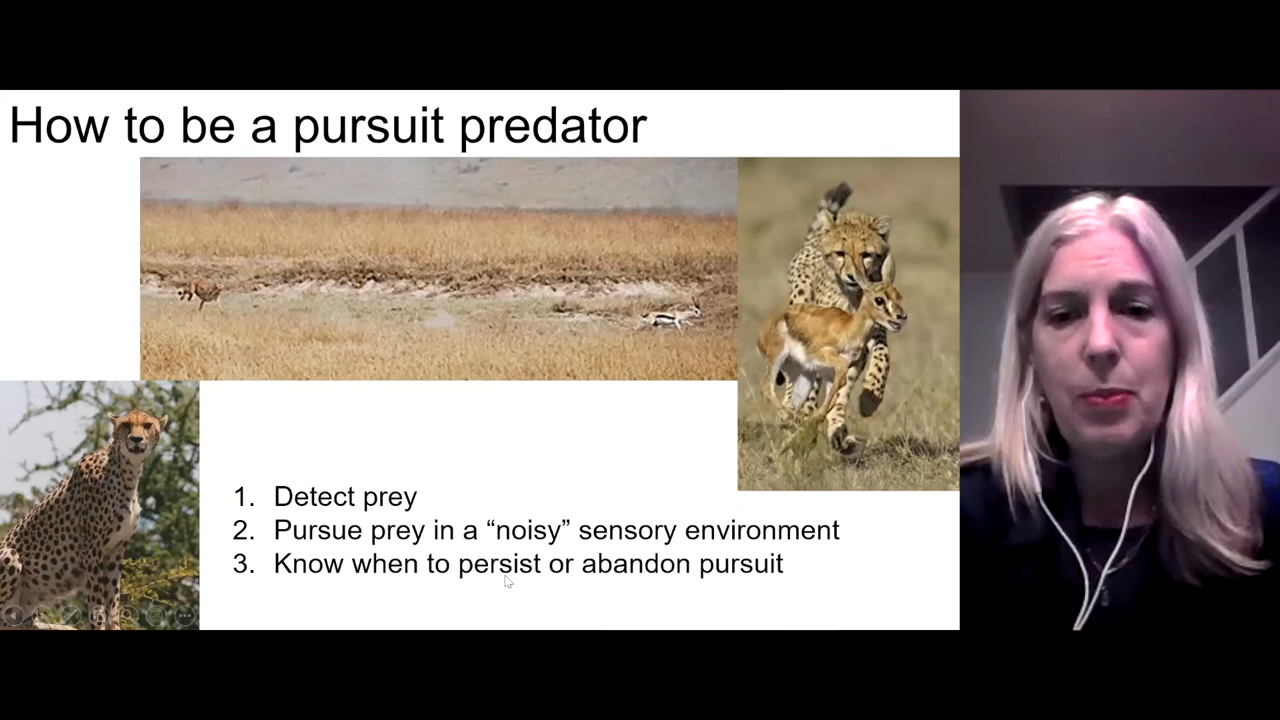 How to be a pursuit predator
1. Detect prey
2. Pursue prey in a “noisy” sensory environment
3. Know when to persist or abandon pursuit